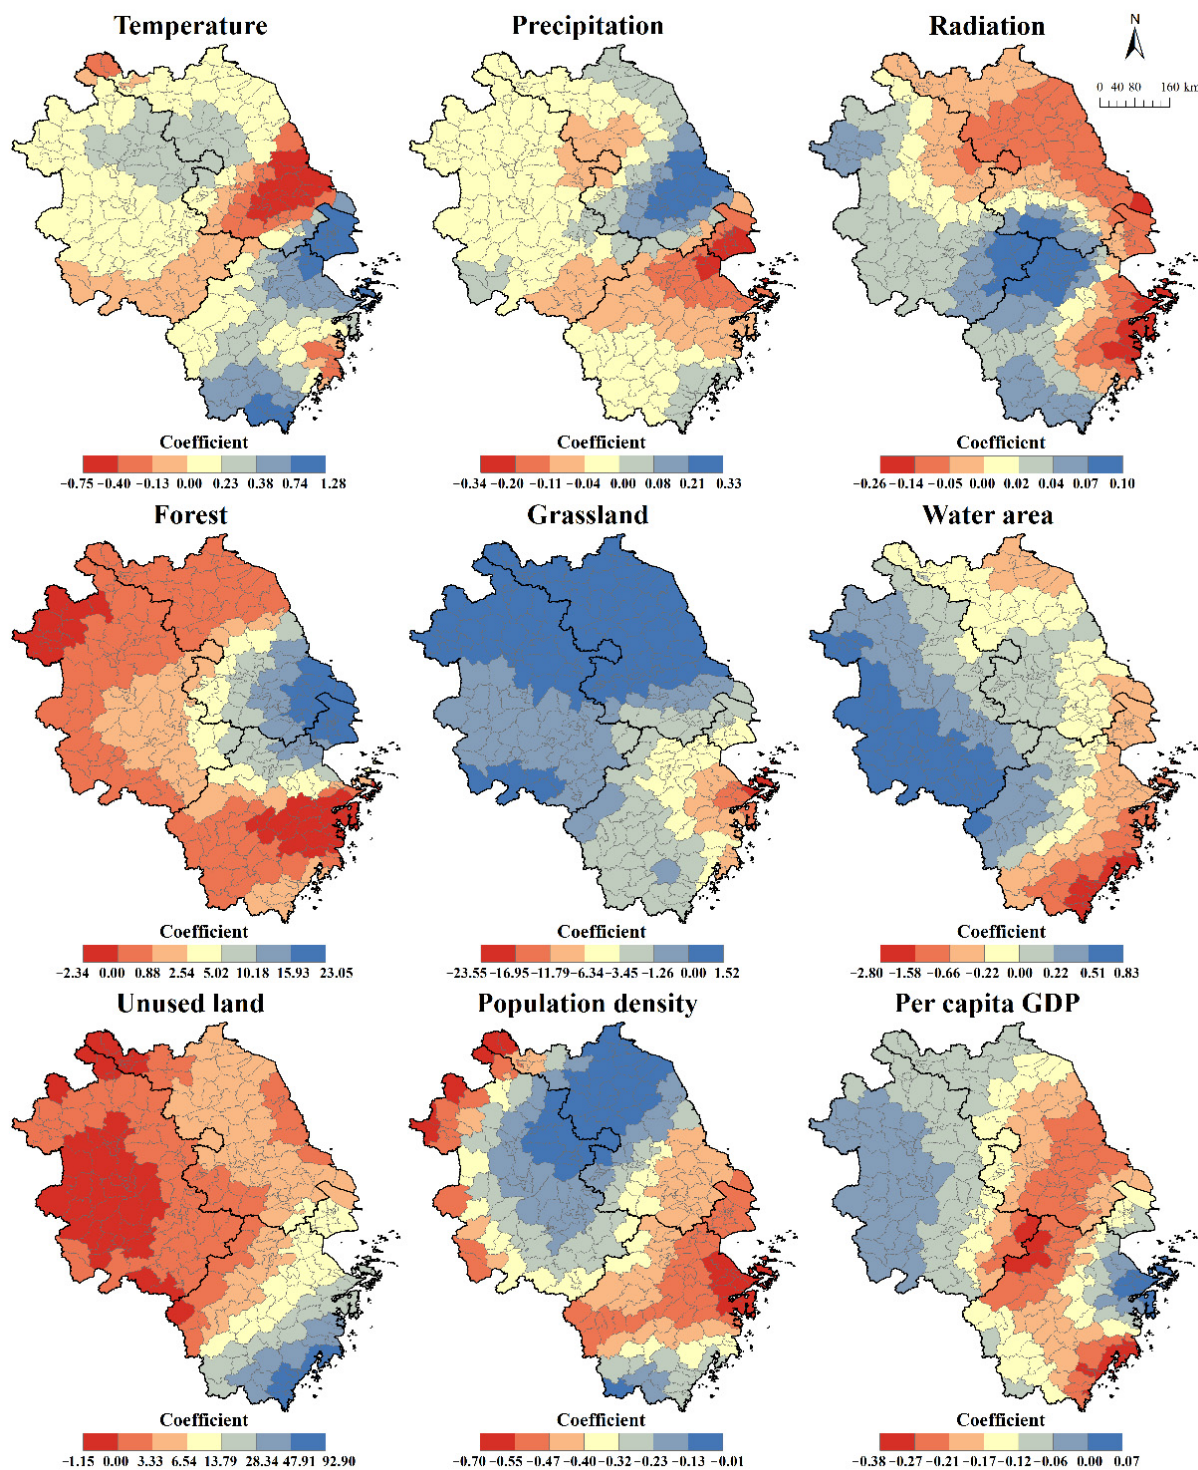 Temperature
Precipitation
Radiation
N
0 40 80 160 km
Coefficient
−0.75 −0.40 −0.13 0.00 0.23 0.38 0.74 1.28
Coefficient
−0.34 −0.20 −0.11 −0.04 0.00 0.08 0.21 0.33
Coefficient
−0.26 −0.14 −0.05 0.00 0.02 0.04 0.07 0.10
Forest
Grassland
Water area
Coefficient
−2.34 0.00 0.88 2.54 5.02 10.18 15.93 23.05
Coefficient
−23.55 −16.95 −11.79 −6.34 −3.45 −1.26 0.00 1.52
Coefficient
−2.80 −1.58 −0.66 −0.22 0.00 0.22 0.51 0.83
Unused land
Population density
Per capita GDP
Coefficient
−1.15 0.00 3.33 6.54 13.79 28.34 47.91 92.90
Coefficient
−0.70 −0.55 −0.47 −0.40 −0.32 −0.23 −0.13 −0.01
Coefficient
−0.38 −0.27 −0.21 −0.17 −0.12 −0.06 0.00 0.07